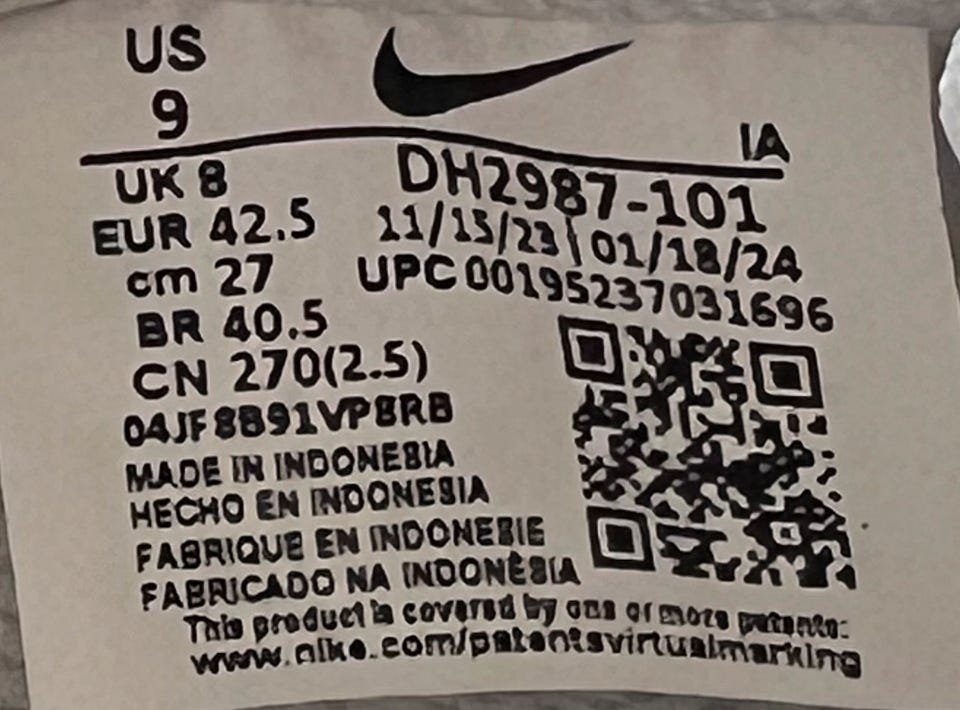 US
9
IA
UK 8
DH2987-101
EUR 42.5
11/15/23 | 01/18/24
cm 27
UPC 00195237031696
BR 40.5
CN 270(2.5)
04JF8B91VP8RB
MADE IN INDONESIA
HECHO EN INDONESIA
FABRIQUE EN INDONESIE
FABRICADO NA INDONÉSIA
This product is covered by one or more patents:
www.nike.com/patentsvirtualmarking